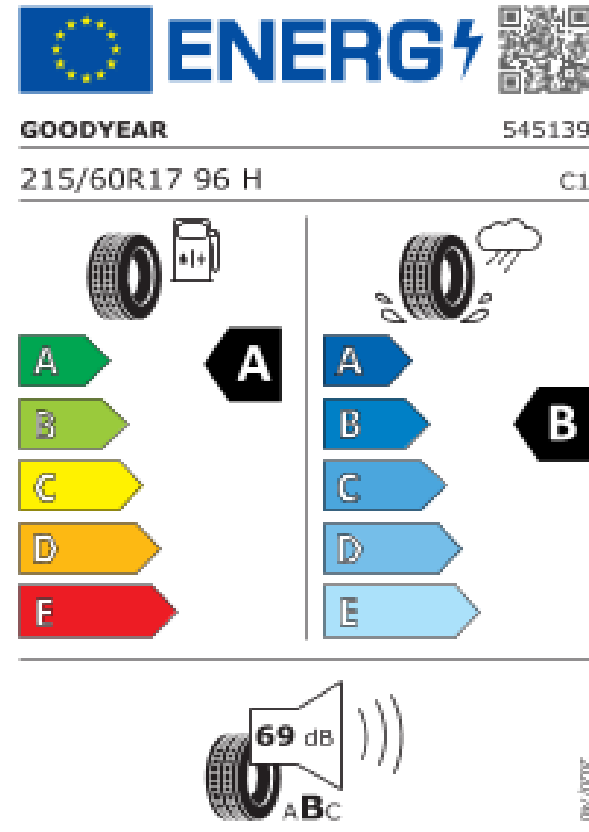 ENERG
GOODYEAR 545139
215/60R17 96 H C1
A A A
B B B
C C
D D
E E
69 dB
ABC